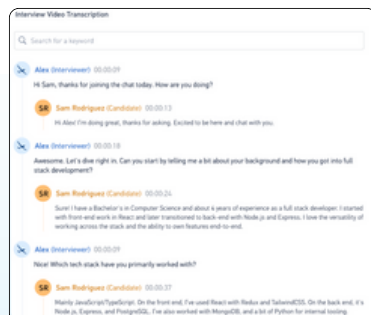 Interview Video Transcription
Search for a keyword
Alex (Interviewer) 00:00:09
Hi Sam, thanks for joining the chat today. How are you doing?
SR Sam Rodriguez (Candidate) 00:00:13
Hi Alex! I'm doing great, thanks for asking. Excited to be here and chat with you.
Alex (Interviewer) 00:00:18
Awesome. Let's dive right in. Can you start by telling me a bit about your background and how you got into full
stack development?
SR Sam Rodriguez (Candidate) 00:00:24
Sure! I have a Bachelor's in Computer Science and about 6 years of experience as a full stack developer. I started
with front-end work in React and later transitioned to back-end with Node.js and Express. I love the versatility of
working across the stack and the ability to own features end-to-end.
Alex (Interviewer) 00:00:09
Nice! Which tech stack have you primarily worked with?
SR Sam Rodriguez (Candidate) 00:00:37
Mainly JavaScript/TypeScript. On the front end, I've used React with Redux and TailwindCSS. On the back end, it's
Node.js, Express, and PostgreSQL. I've also worked with MongoDB, and a bit of Python for internal tooling.